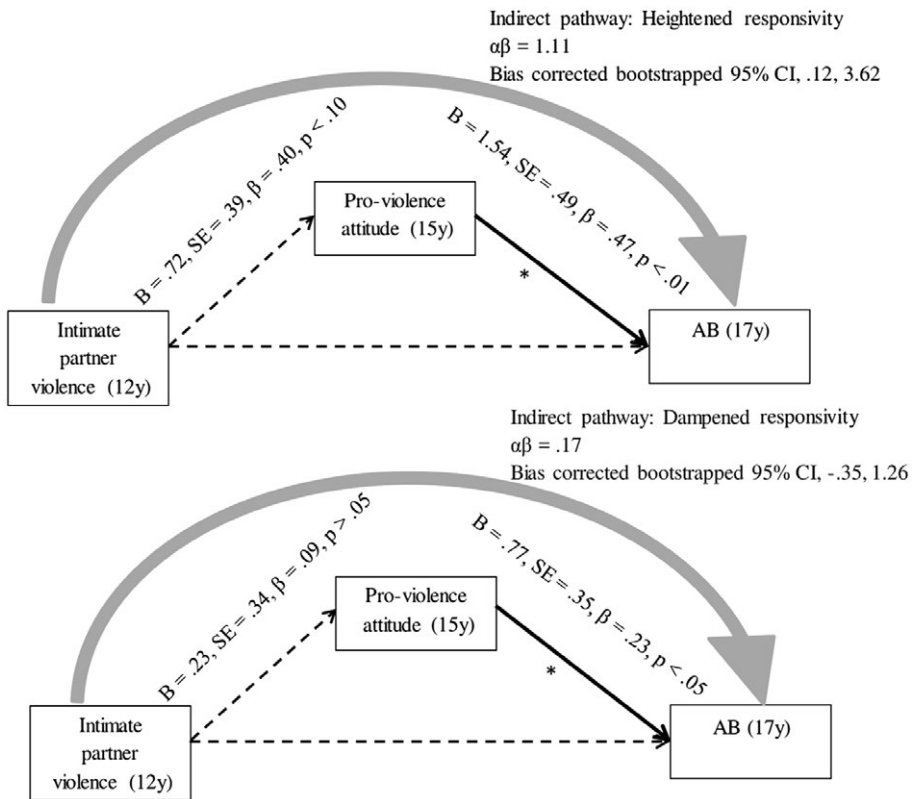 Indirect pathway: Heightened responsivity
αβ = 1.11
Bias corrected bootstrapped 95% CI, .12, 3.62
B = .72, SE = .39, β = .40, p < .10
B = 1.54, SE = .49, β = .47, p < .01
Pro-violence
attitude (15y)
*
Intimate
partner
violence (12y)
AB (17y)
Indirect pathway: Dampened responsivity
αβ = .17
Bias corrected bootstrapped 95% CI, -.35, 1.26
B = .23, SE = .34, β = .09, p > .05
B = .77, SE = .35, β = .23, p < .05
Pro-violence
attitude (15y)
*
Intimate
partner
violence (12y)
AB (17y)